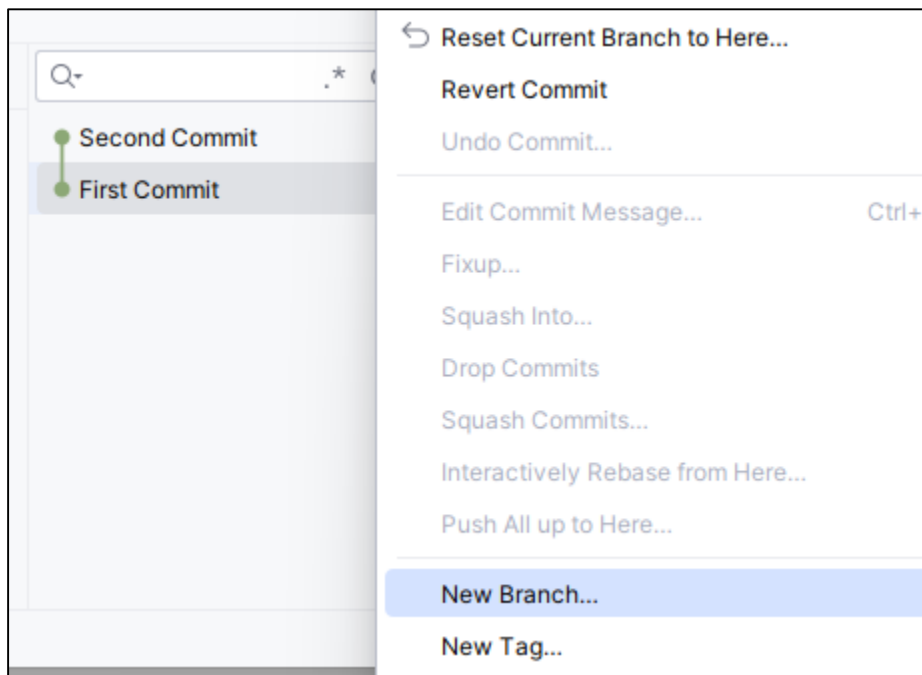 Reset Current Branch to Here...
.*
Revert Commit
Second Commit
Undo Commit...
First Commit
Edit Commit Message... Ctrl+
Fixup...
Squash Into...
Drop Commits
Squash Commits...
Interactively Rebase from Here...
Push All up to Here...
New Branch...
New Tag...